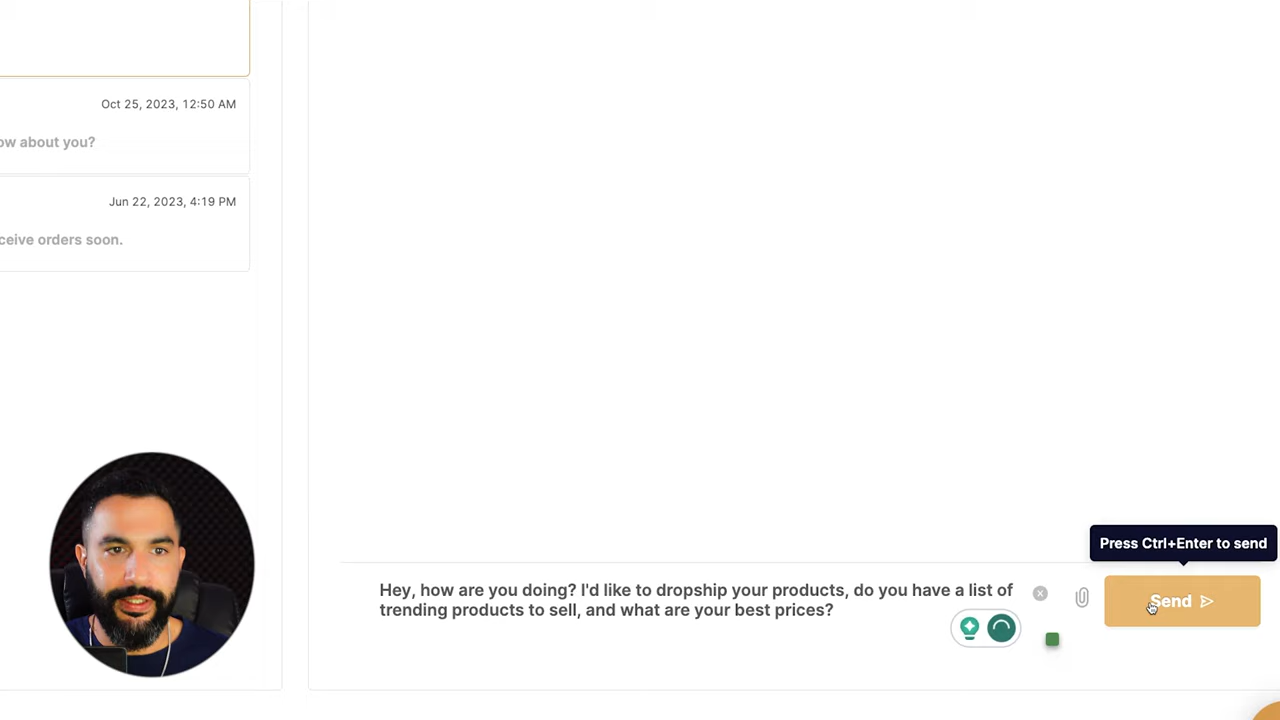 Oct 25, 2023, 12:50 AM
ow about you?
Jun 22, 2023, 4:19 PM
ceive orders soon.
Press Ctrl+Enter to send
Hey, how are you doing? I'd like to dropship your products, do you have a list of
trending products to sell, and what are your best prices?
Send